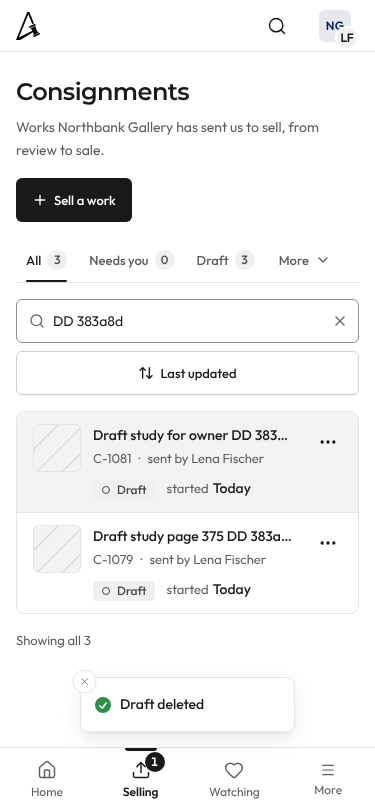 NG
LF
Consignments
Works Northbank Gallery has sent us to sell, from
review to sale.
Sell a work
All 3 Needs you 0 Draft 3 More
DD 383a8d
Last updated
Draft study for owner DD 383...
C-1081 · sent by Lena Fischer
Draft started Today
Draft study page 375 DD 383a...
C-1079 · sent by Lena Fischer
Draft started Today
Showing all 3
Draft deleted
1
Home Selling Watching More